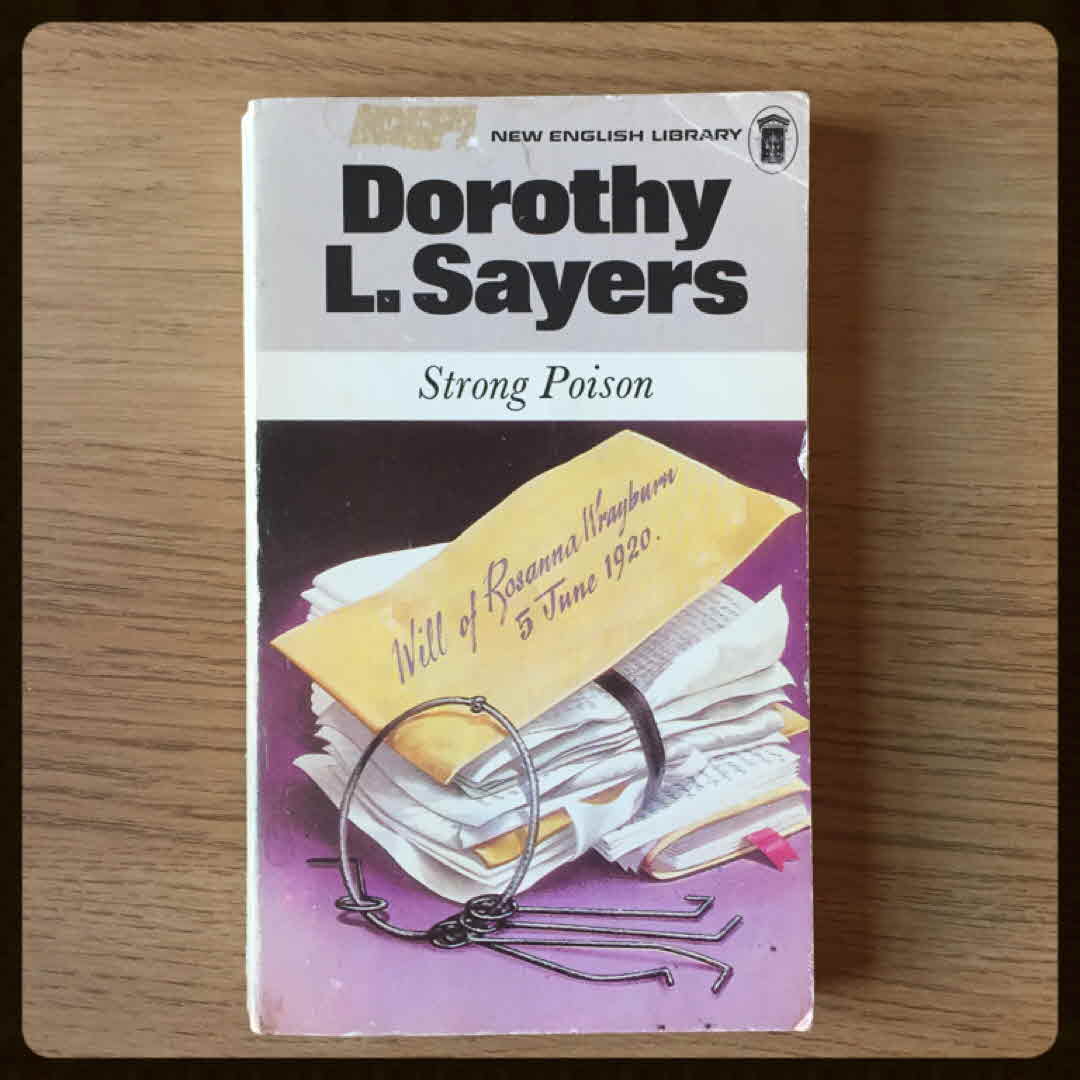 NEW ENGLISH LIBRARY
Dorothy
L. Sayers
Strong Poison
Will of Rosanna Wrayburn
5 June 1920.